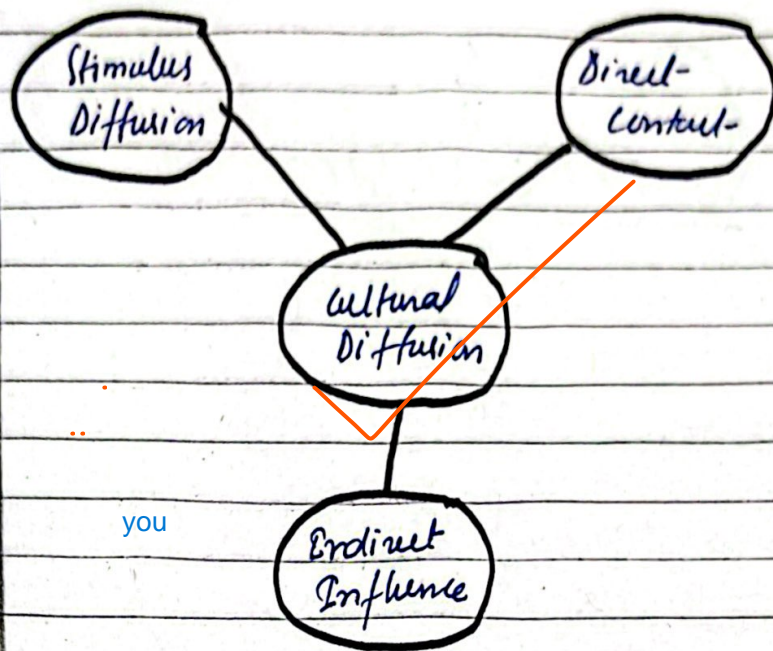 Stimulus
Diffusion
Direct
Contact
Cultural
Diffusion
you
Indirect
Influence